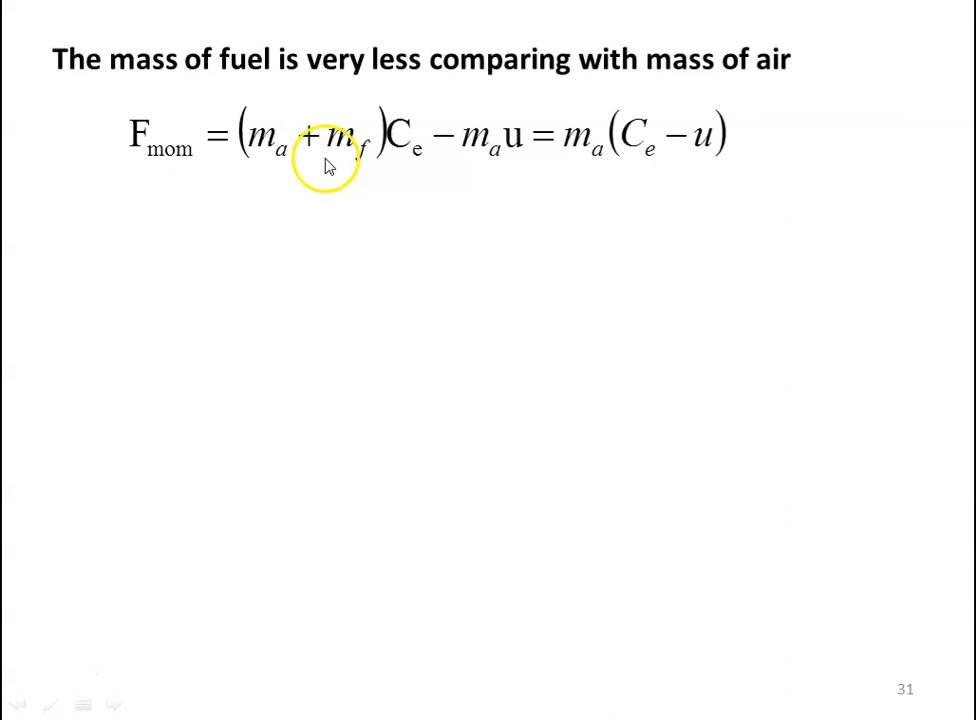 The mass of fuel is very less comparing with mass of air
F_mom = (m_a + m_f)C_e − m_a u = m_a(C_e − u)
31